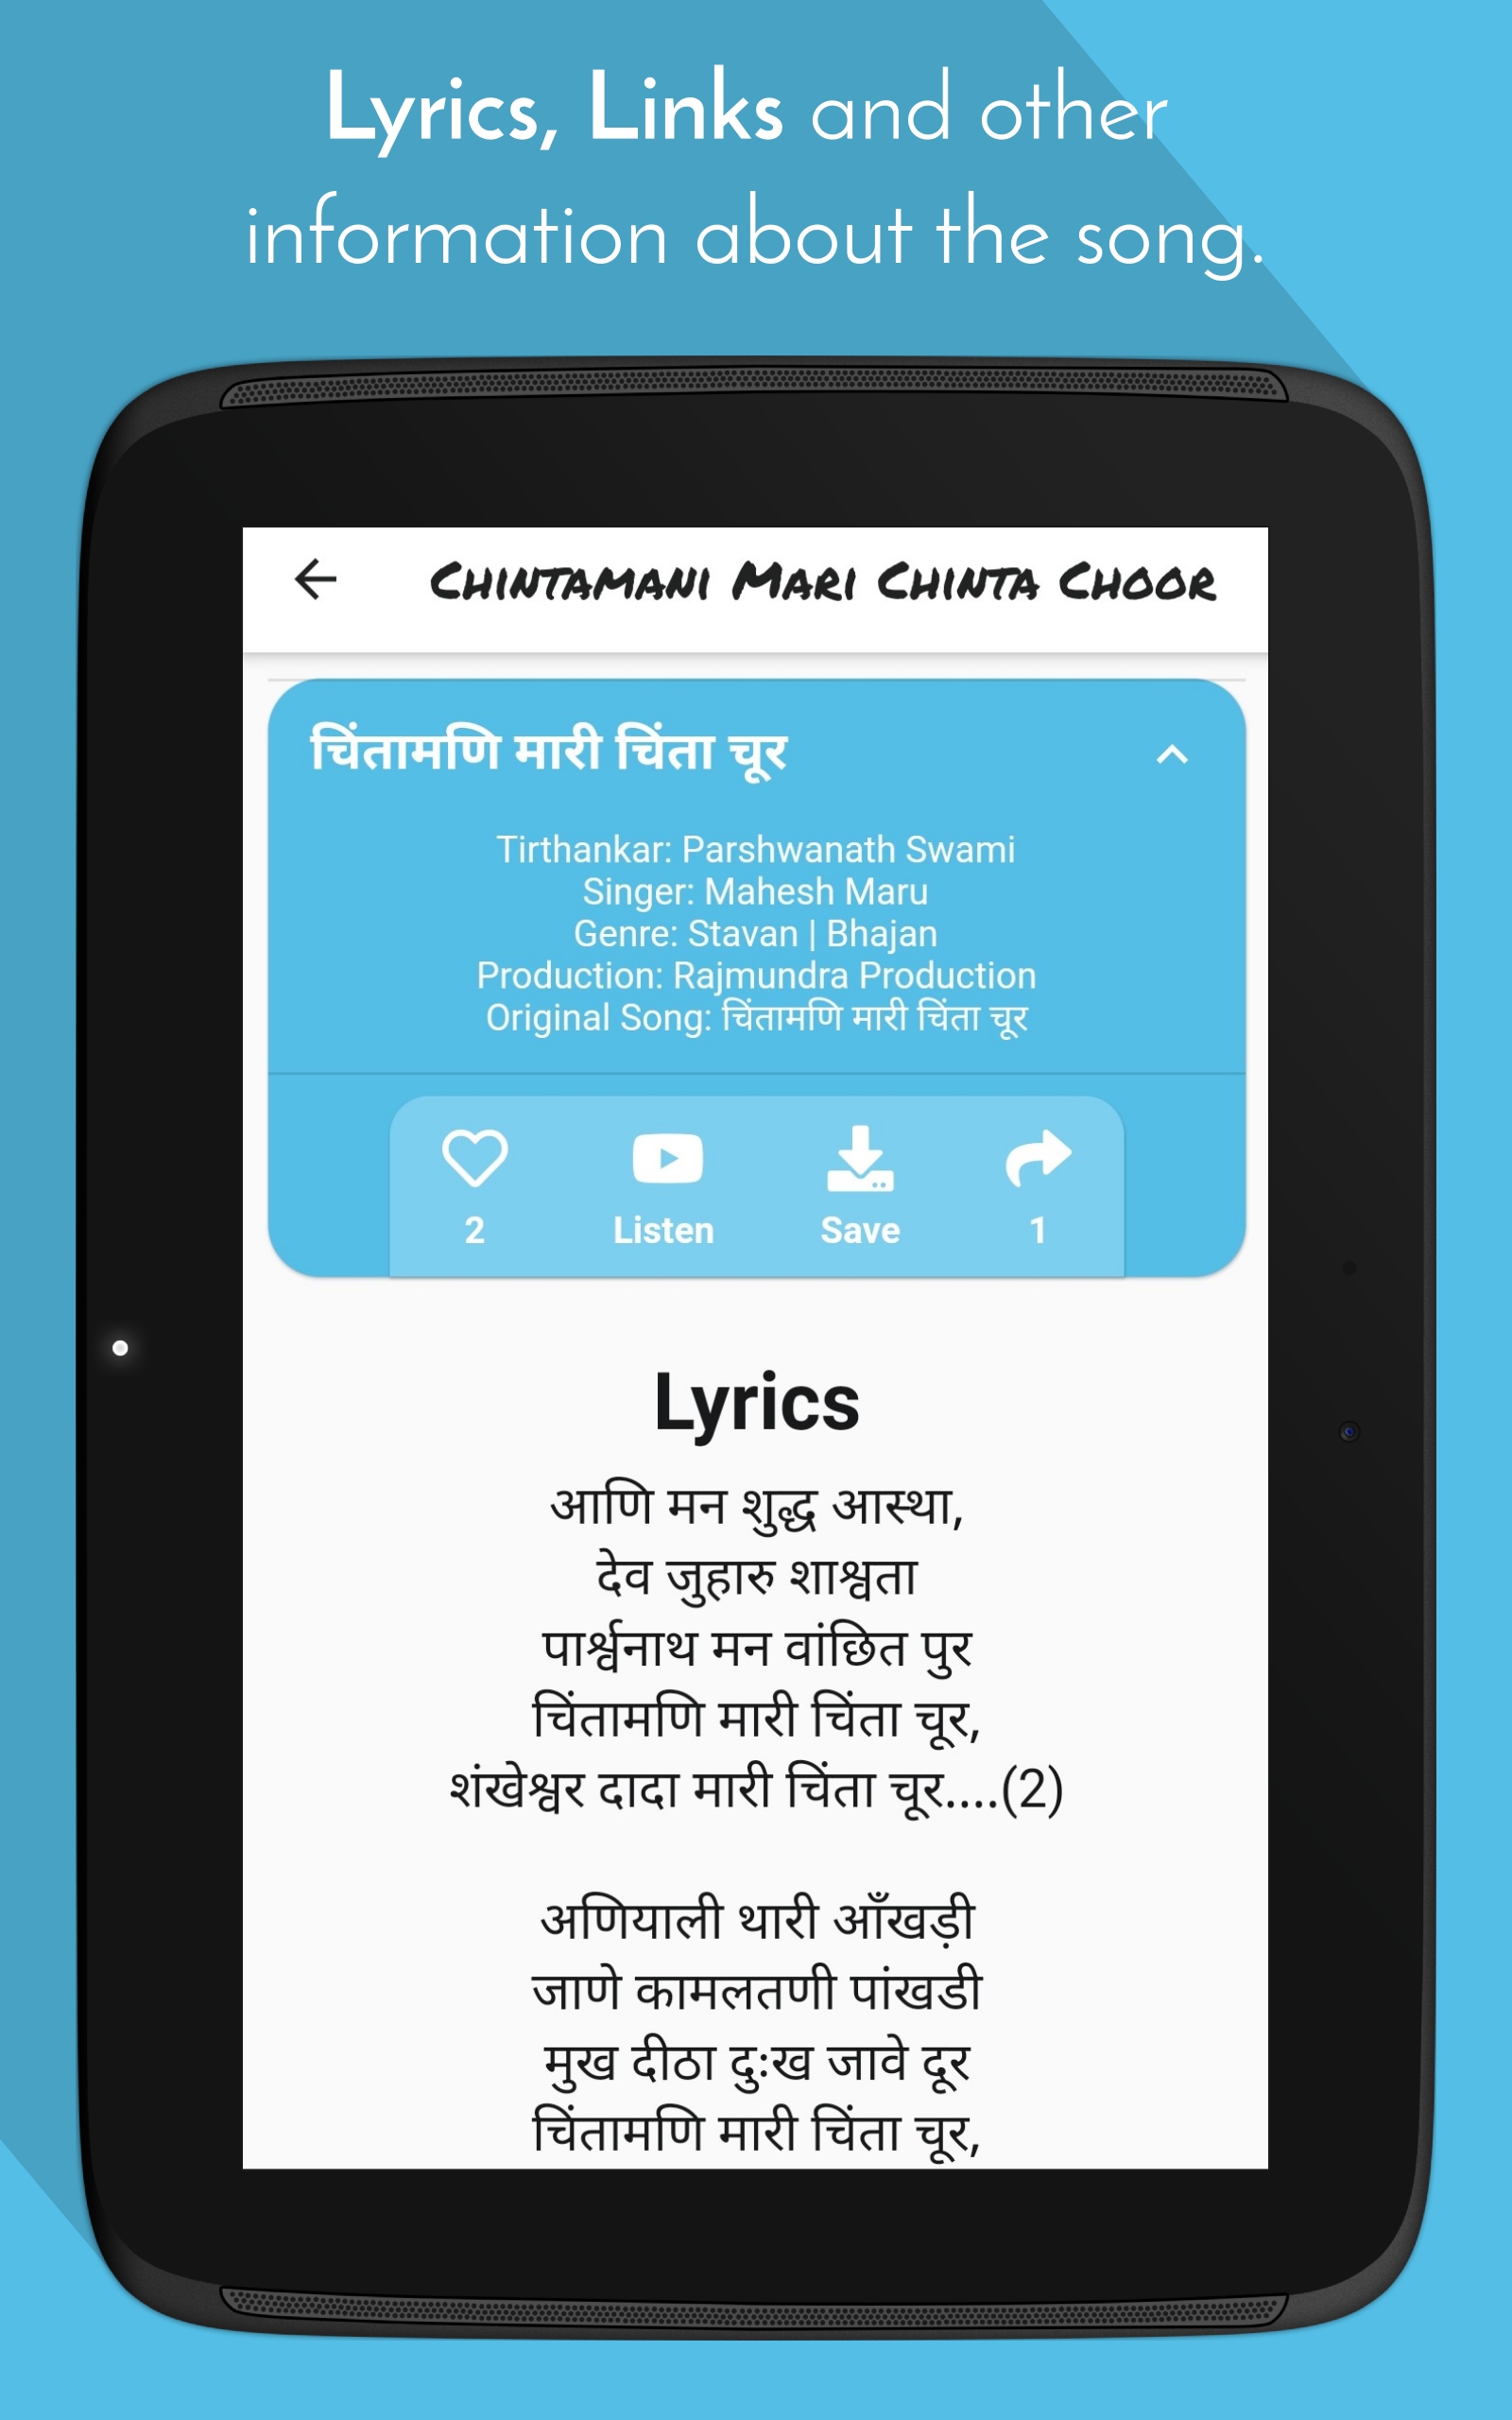 Lyrics, Links and other
information about the song.
Chintamani Mari Chinta Choor
चिंतामणि मारी चिंता चूर
Tirthankar: Parshwanath Swami
Singer: Mahesh Maru
Genre: Stavan | Bhajan
Production: Rajmundra Production
Original Song: चिंतामणि मारी चिंता चूर
2 Listen Save 1
Lyrics
आणि मन शुद्ध आस्था,
देव जुहारु शाश्वता
पार्श्वनाथ मन वांछित पुर
चिंतामणि मारी चिंता चूर,
शंखेश्वर दादा मारी चिंता चूर....(2)
अणियाली थारी आँखड़ी
जाणे कामलतणी पांखडी
मुख दीठा दुःख जावे दूर
चिंतामणि मारी चिंता चूर,